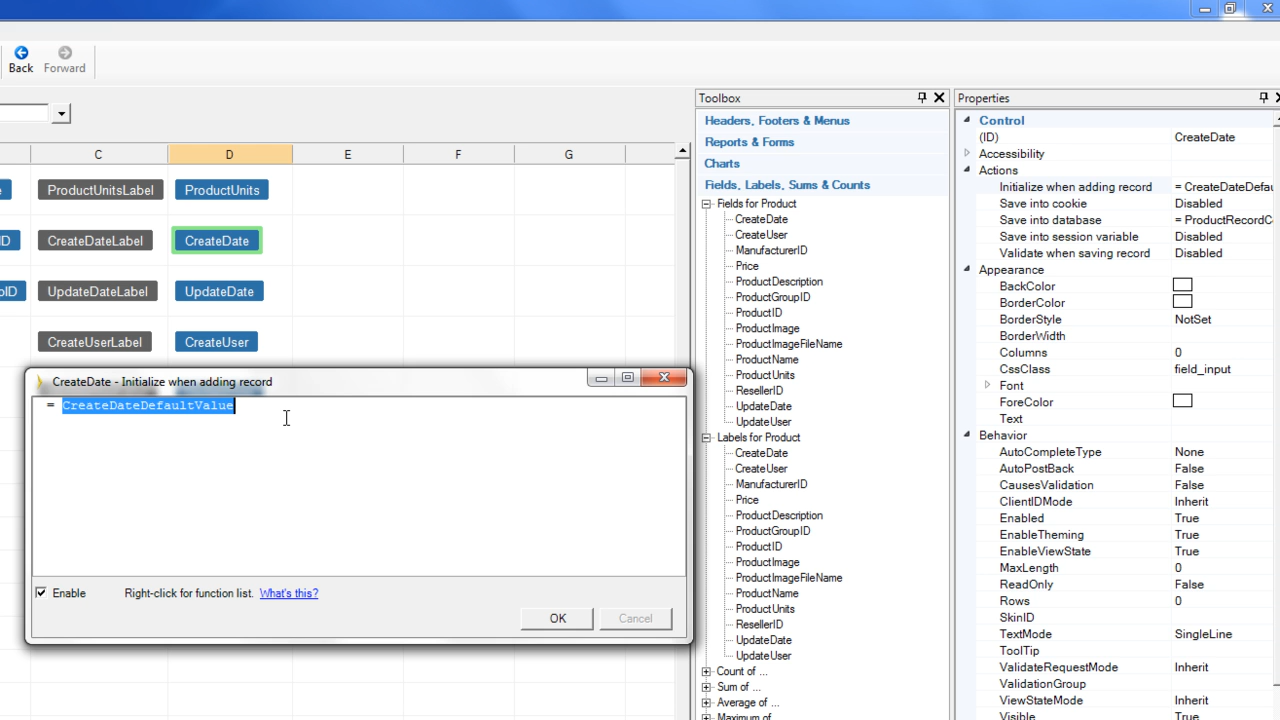 Back
Forward
C
D
E
F
G
ProductUnitsLabel
ProductUnits
ID
CreateDateLabel
CreateDate
UpdateDateLabel
UpdateDate
CreateUserLabel
CreateUser
CreateDate - Initialize when adding record
= CreateDateDefaultValue
Enable
Right-click for function list. What's this?
OK
Cancel
Toolbox
Headers, Footers & Menus
Reports & Forms
Charts
Fields, Labels, Sums & Counts
Fields for Product
CreateDate
CreateUser
ManufacturerID
Price
ProductDescription
ProductGroupID
ProductID
ProductImage
ProductImageFileName
ProductName
ProductUnits
ResellerID
UpdateDate
UpdateUser
Labels for Product
CreateDate
CreateUser
ManufacturerID
Price
ProductDescription
ProductGroupID
ProductID
ProductImage
ProductImageFileName
ProductName
ProductUnits
ResellerID
UpdateDate
UpdateUser
Count of ...
Sum of ...
Average of ...
Maximum of
Properties
Control
(ID) CreateDate
Accessibility
Actions
Initialize when adding record = CreateDateDefau
Save into cookie Disabled
Save into database = ProductRecordC
Save into session variable Disabled
Validate when saving record Disabled
Appearance
BackColor
BorderColor
BorderStyle NotSet
BorderWidth
Columns 0
CssClass field_input
Font
ForeColor
Text
Behavior
AutoCompleteType None
AutoPostBack False
CausesValidation False
ClientIDMode Inherit
Enabled True
EnableTheming True
EnableViewState True
MaxLength 0
ReadOnly False
Rows 0
SkinID
TextMode SingleLine
ToolTip
ValidateRequestMode Inherit
ValidationGroup
ViewStateMode Inherit
Visible True